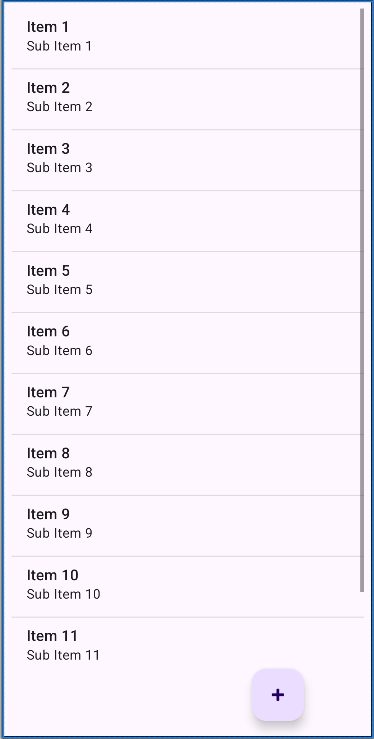 Item 1
Sub Item 1
Item 2
Sub Item 2
Item 3
Sub Item 3
Item 4
Sub Item 4
Item 5
Sub Item 5
Item 6
Sub Item 6
Item 7
Sub Item 7
Item 8
Sub Item 8
Item 9
Sub Item 9
Item 10
Sub Item 10
Item 11
Sub Item 11
+